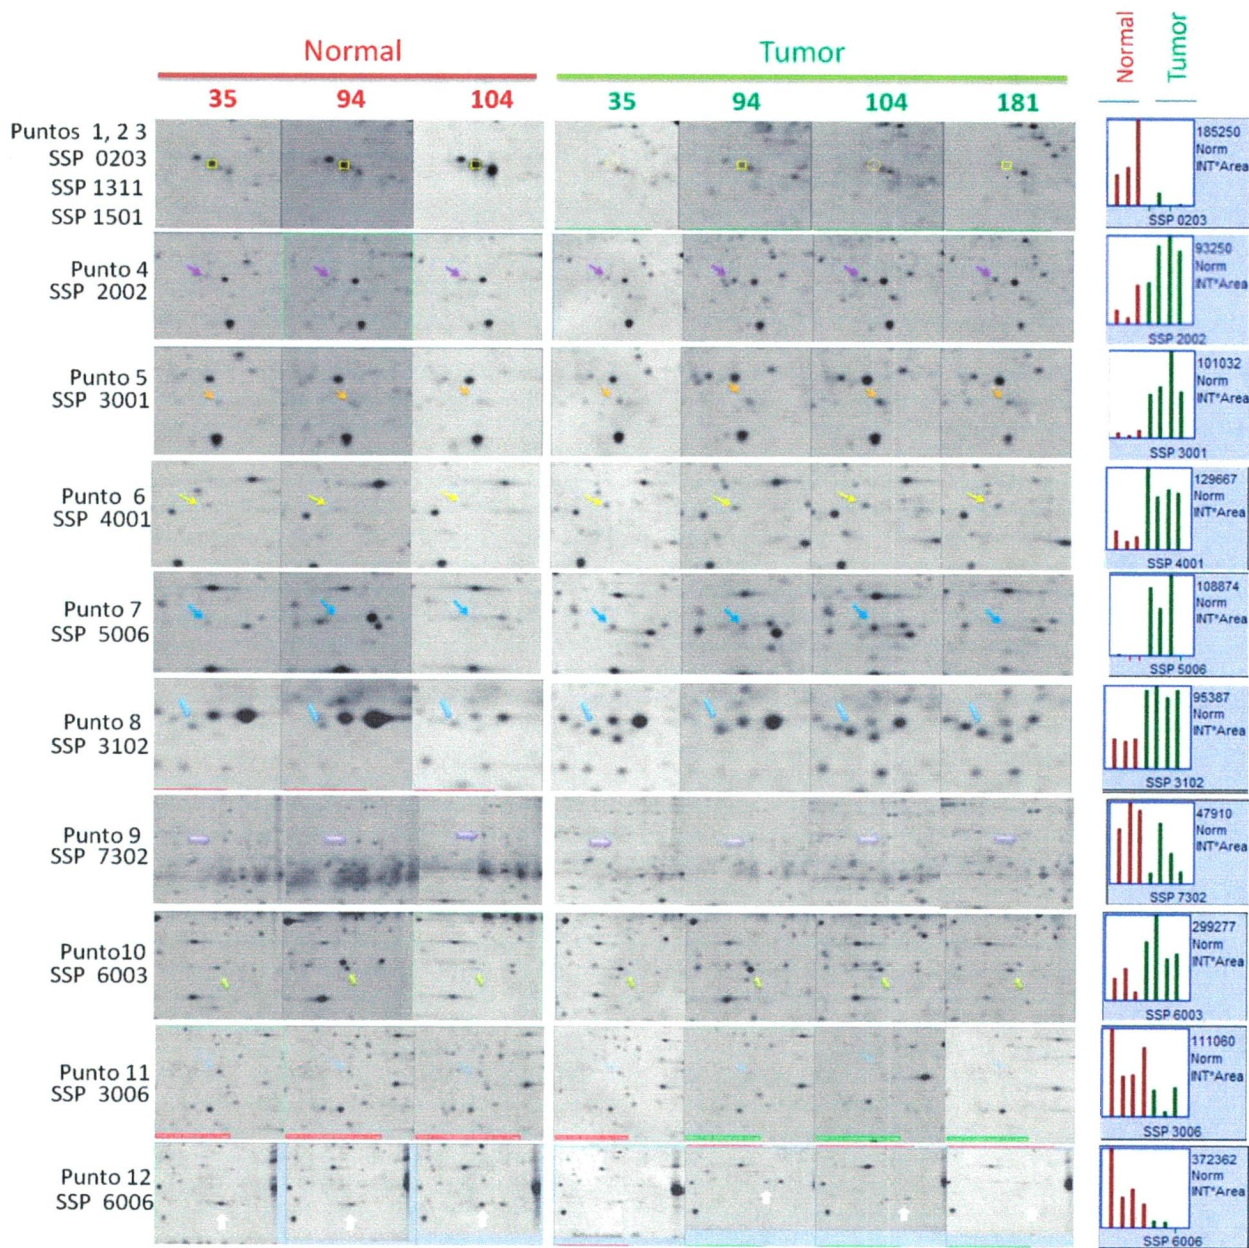 Normal
Tumor
Normal
Tumor
35
94
104
35
94
104
181
Puntos 1, 2 3
SSP 0203
SSP 1311
SSP 1501
185250
Norm
INT*Area
SSP 0203
Punto 4
SSP 2002
93250
Norm
INT*Area
SSP 2002
Punto 5
SSP 3001
101032
Norm
INT*Area
SSP 3001
Punto 6
SSP 4001
129667
Norm
INT*Area
SSP 4001
Punto 7
SSP 5006
108874
Norm
INT*Area
SSP 5006
Punto 8
SSP 3102
95387
Norm
INT*Area
SSP 3102
Punto 9
SSP 7302
47910
Norm
INT*Area
SSP 7302
Punto10
SSP 6003
299277
Norm
INT*Area
SSP 6003
Punto 11
SSP 3006
111060
Norm
INT*Area
SSP 3006
Punto 12
SSP 6006
372362
Norm
INT*Area
SSP 6006